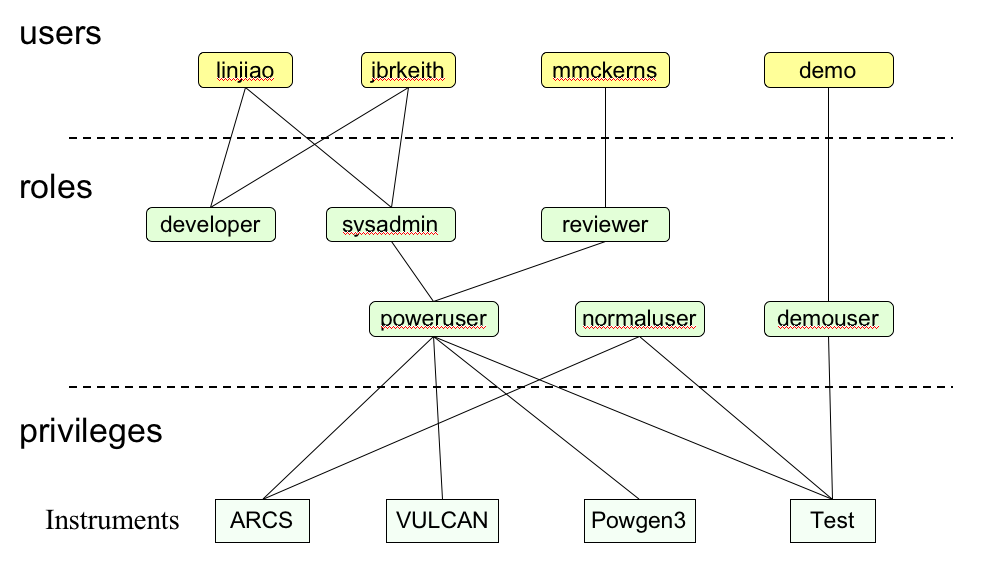 users
linjiao
jbrkeith
mmckerns
demo
roles
developer
sysadmin
reviewer
poweruser
normaluser
demouser
privileges
Instruments
ARCS
VULCAN
Powgen3
Test